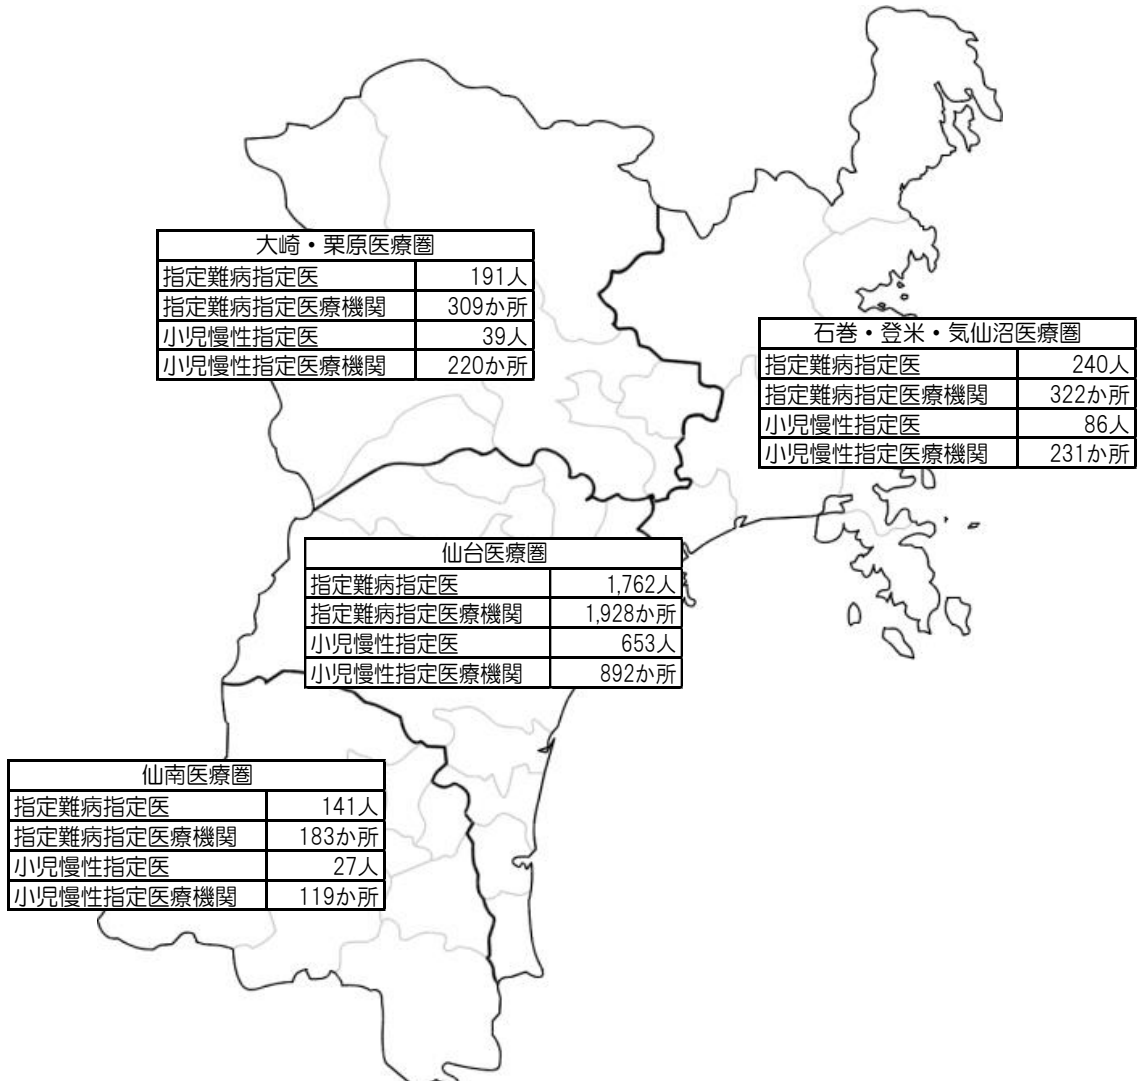 大崎・栗原医療圏
指定難病指定医 191人
指定難病指定医療機関 309か所
小児慢性指定医 39人
小児慢性指定医療機関 220か所
石巻・登米・気仙沼医療圏
指定難病指定医 240人
指定難病指定医療機関 322か所
小児慢性指定医 86人
小児慢性指定医療機関 231か所
仙台医療圏
指定難病指定医 1,762人
指定難病指定医療機関 1,928か所
小児慢性指定医 653人
小児慢性指定医療機関 892か所
仙南医療圏
指定難病指定医 141人
指定難病指定医療機関 183か所
小児慢性指定医 27人
小児慢性指定医療機関 119か所